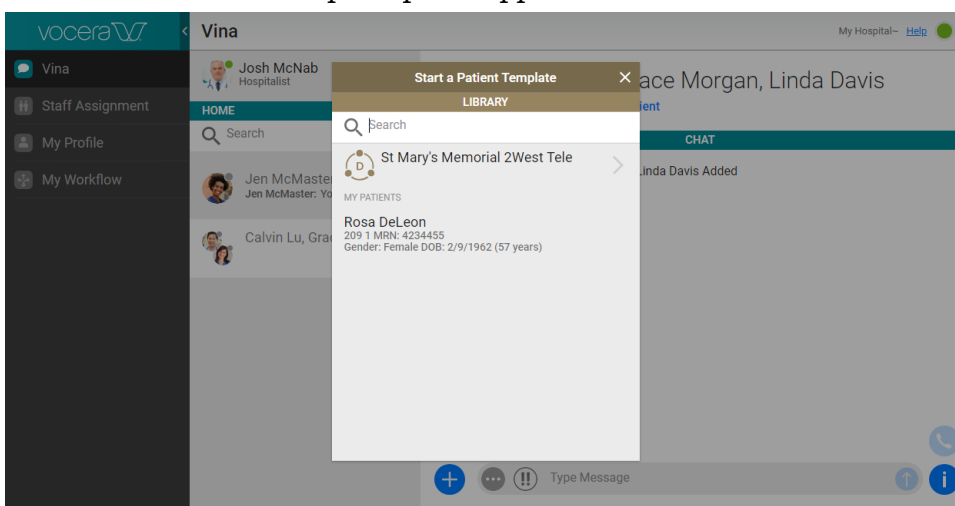 vocera
Vina
My Hospital– Help
Vina
Staff Assignment
My Profile
My Workflow
Josh McNab
Hospitalist
HOME
Search
Jen McMaste
Jen McMaster: Yo
Calvin Lu, Gra
Start a Patient Template
LIBRARY
Search
D
St Mary's Memorial 2West Tele
MY PATIENTS
Rosa DeLeon
209 1 MRN: 4234455
Gender: Female DOB: 2/9/1962 (57 years)
ace Morgan, Linda Davis
ient
CHAT
Linda Davis Added
Type Message